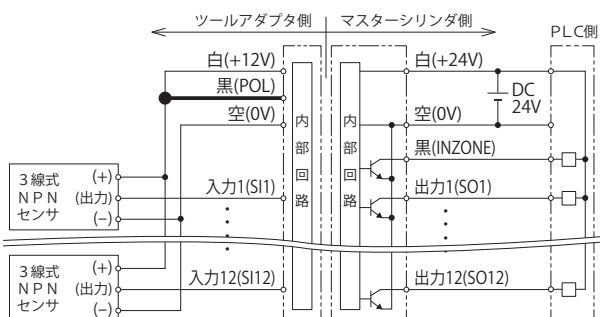 ツールアダプタ側
マスターシリンダ側
PLC側
白(+12V)
黒(POL)
空(0V)
内部回路
内部回路
白(+24V)
DC
24V
空(0V)
黒(INZONE)
3線式
NPN
センサ
(+)
(出力)
(−)
入力1(SI1)
出力1(SO1)
3線式
NPN
センサ
(+)
(出力)
(−)
入力12(SI12)
出力12(SO12)